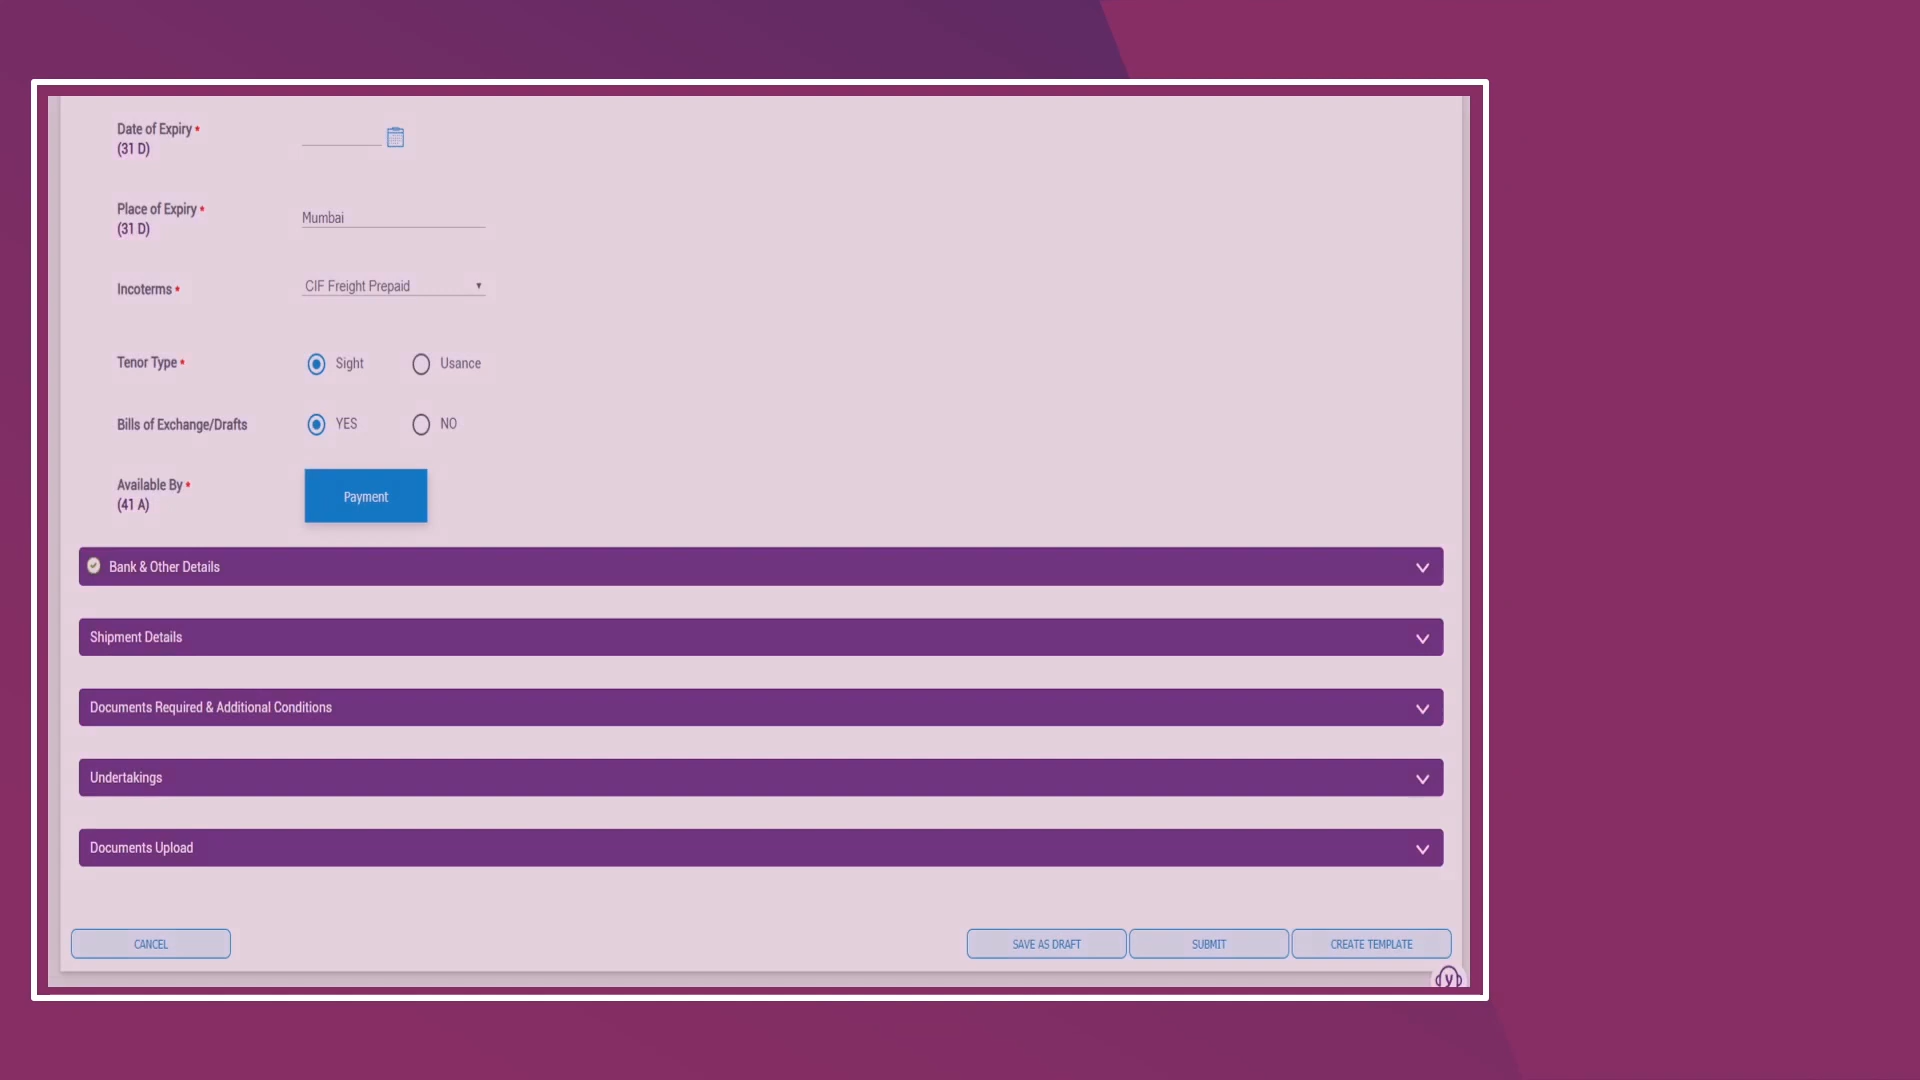 Date of Expiry *
(31 D)
Place of Expiry *
(31 D)
Mumbai
Incoterms *
CIF Freight Prepaid
Tenor Type *
Sight
Usance
Bills of Exchange/Drafts
YES
NO
Available By *
(41 A)
Payment
Bank & Other Details
Shipment Details
Documents Required & Additional Conditions
Undertakings
Documents Upload
CANCEL
SAVE AS DRAFT
SUBMIT
CREATE TEMPLATE
y